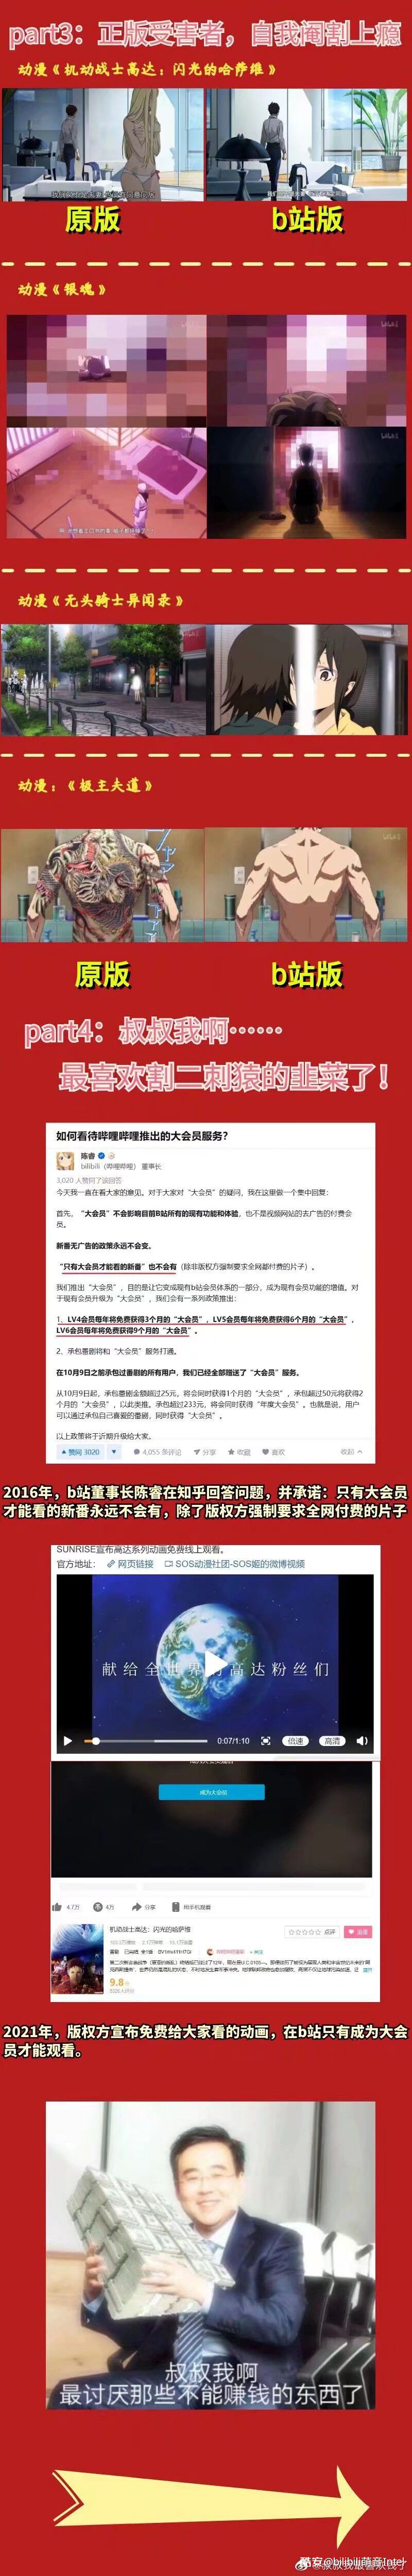 part3：正版受害者，自我阉割上瘾
动漫《机动战士高达：闪光的哈萨维》
原版
b站版
动漫《银魂》
动漫《无头骑士异闻录》
动漫：《极主夫道》
原版
b站版
part4：叔叔我啊……
最喜欢割二刺猿的韭菜了！
如何看待哔哩哔哩推出的大会员服务？
陈睿
bilibili（哔哩哔哩）董事长
3,020 人赞同了该回答
今天我一直在看大家的意见。对于大家对“大会员”的疑问，我在这里做一个集中回复：
首先，“大会员”不会影响目前B站所有的现有功能和体验，也不是视频网站的去广告的付费会
员。
新番无广告的政策永远不会变。
“只有大会员才能看的新番”也不会有（除非版权方强制要求全网都付费的片子）。
我们推出“大会员”，目的是让它变成现有b站会员体系的一部分，成为现有会员功能的增值。对
于现有会员升级为“大会员”，我们会有一系列政策推出：
1、LV4会员每年将免费获得3个月的“大会员”，LV5会员每年将免费获得6个月的“大会员”，
LV6会员每年将免费获得9个月的“大会员”。
2、承包番剧将和“大会员”服务打通。
在10月9日之前承包过番剧的所有用户，我们已经全部赠送了“大会员”服务。
从10月9日起，承包番剧金额超过25元，将会同时获得1个月的“大会员”，承包超过50元将获得2
个月的“大会员”，以此类推。承包超过233元，将会同时获得“年度大会员”。也就是说，用户
可以通过承包自己喜爱的番剧，同时获得“大会员”。
以上政策将于近期升级给大家。
赞同 3020
4,055 条评论
分享
收藏
喜欢
收起
2016年，b站董事长陈睿在知乎回答问题，并承诺：只有大会员
才能看的新番永远不会有，除了版权方强制要求全网付费的片子
SUNRISE宣布高达系列动画免费线上观看。
官方地址：网页链接 SOS动漫社团-SOS姬的微博视频
献给全世界的高达粉丝们
0:07/1:10
倍速
高清
成为大会员
4.7万
4万
分享
用手机观看
机动战士高达：闪光的哈萨维
点评
追番
9.8分
2021年，版权方宣布免费给大家看的动画，在b站只有成为大会
员才能观看。
叔叔我啊
最讨厌那些不能赚钱的东西了
酷安@bilibili萌音Intel